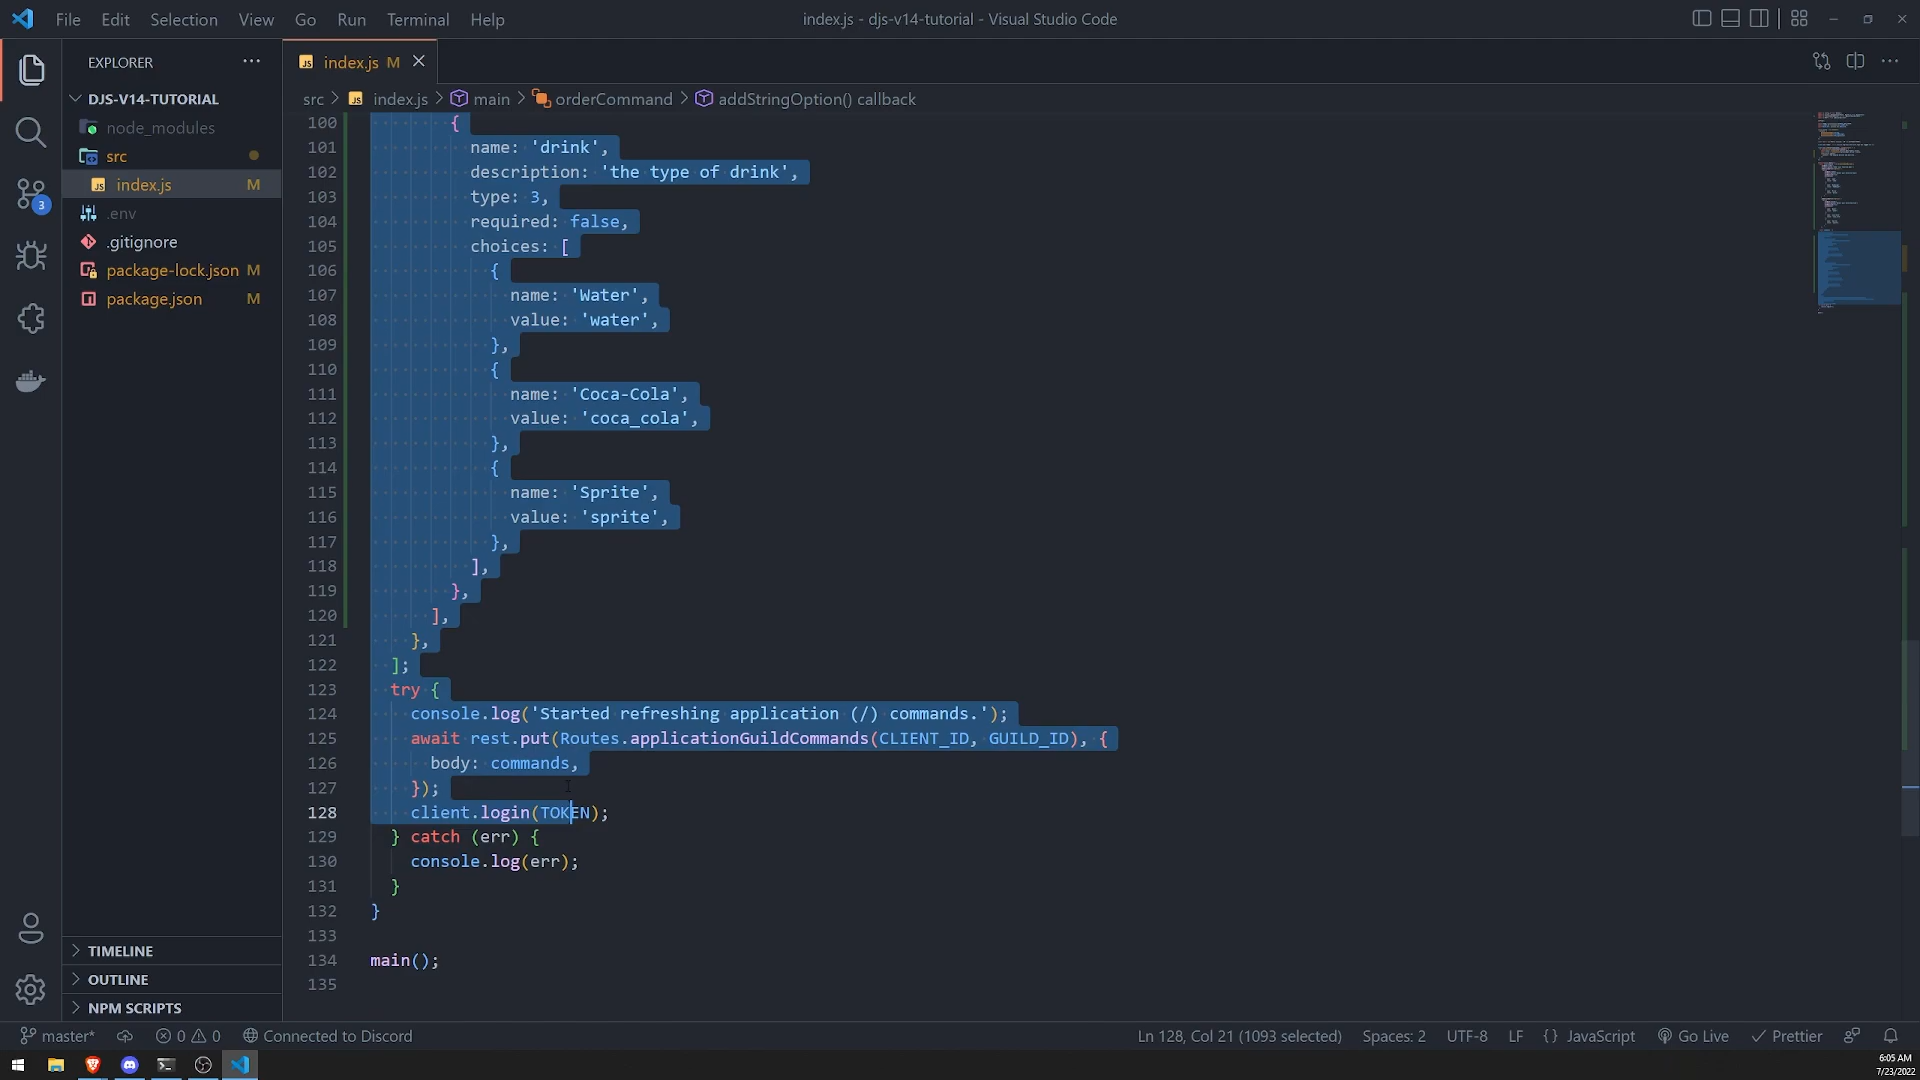 File Edit Selection View Go Run Terminal Help
index.js - djs-v14-tutorial - Visual Studio Code
EXPLORER
DJS-V14-TUTORIAL
node_modules
src
index.js M
.env
.gitignore
package-lock.json M
package.json M
3
TIMELINE
OUTLINE
NPM SCRIPTS
index.js M
src > index.js > main > orderCommand > addStringOption() callback
100 {
101 name: 'drink',
102 description: 'the type of drink',
103 type: 3,
104 required: false,
105 choices: [
106 {
107 name: 'Water',
108 value: 'water',
109 },
110 {
111 name: 'Coca-Cola',
112 value: 'coca_cola',
113 },
114 {
115 name: 'Sprite',
116 value: 'sprite',
117 },
118 ],
119 },
120 ],
121 },
122 ];
123 try {
124 console.log('Started refreshing application (/) commands.');
125 await rest.put(Routes.applicationGuildCommands(CLIENT_ID, GUILD_ID), {
126 body: commands,
127 });
128 client.login(TOKEN);
129 } catch (err) {
130 console.log(err);
131 }
132 }
133
134 main();
135
master* 0 0 Connected to Discord
Ln 128, Col 21 (1093 selected) Spaces: 2 UTF-8 LF {} JavaScript Go Live Prettier
6:05 AM
7/23/2022